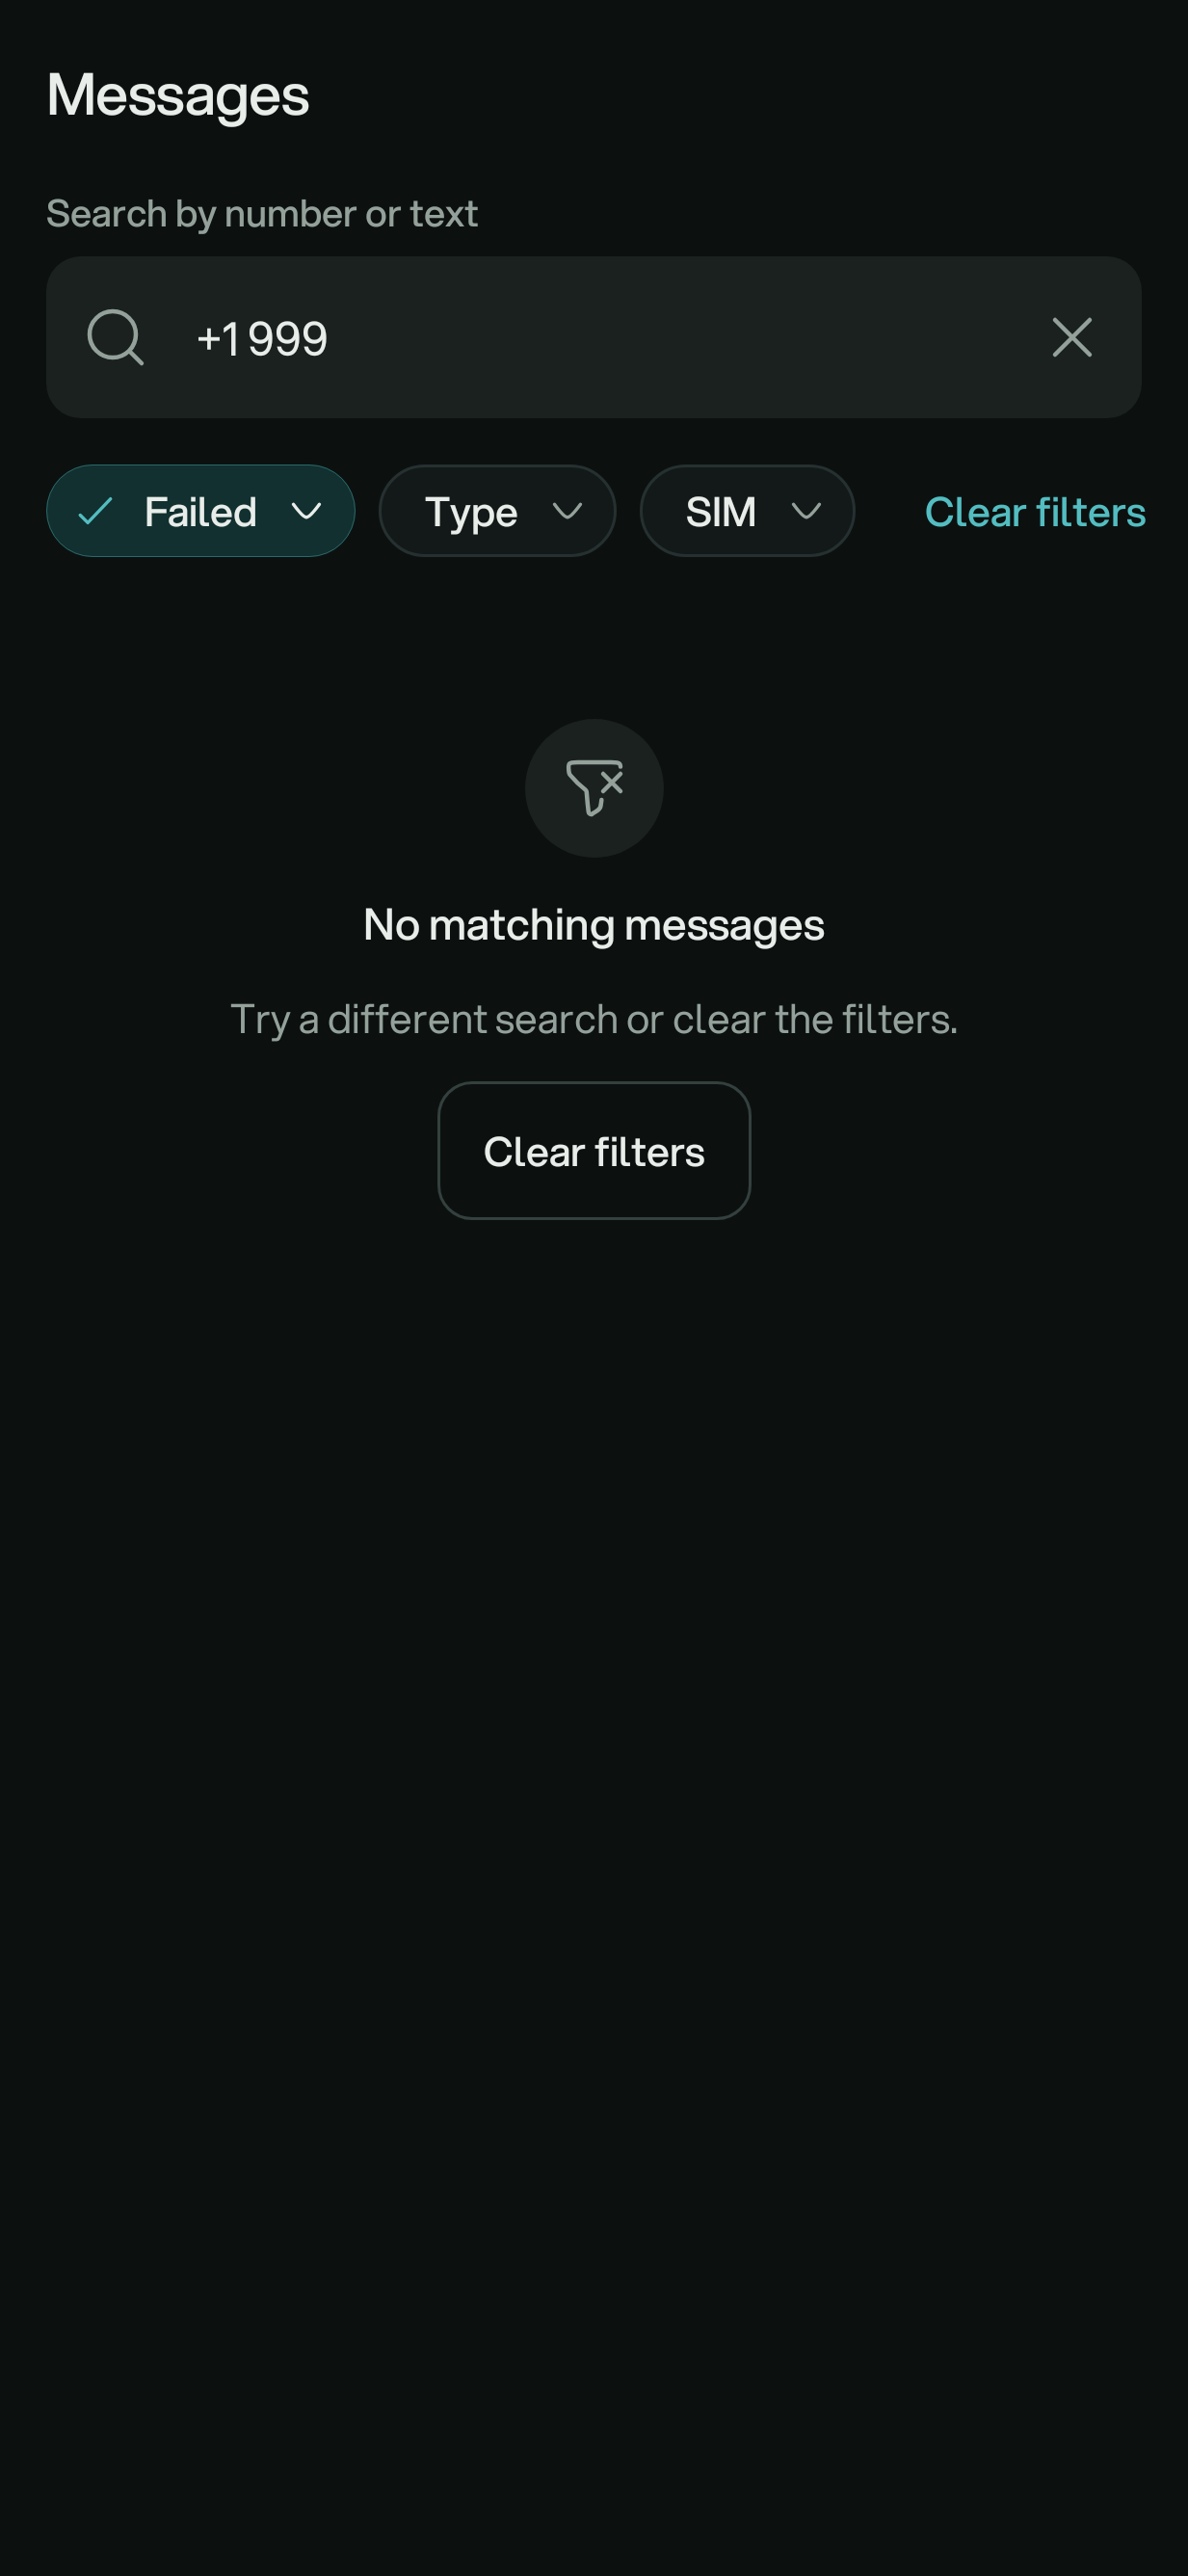 Messages
Search by number or text
+1 999
Failed
Type
SIM
Clear filters
No matching messages
Try a different search or clear the filters.
Clear filters